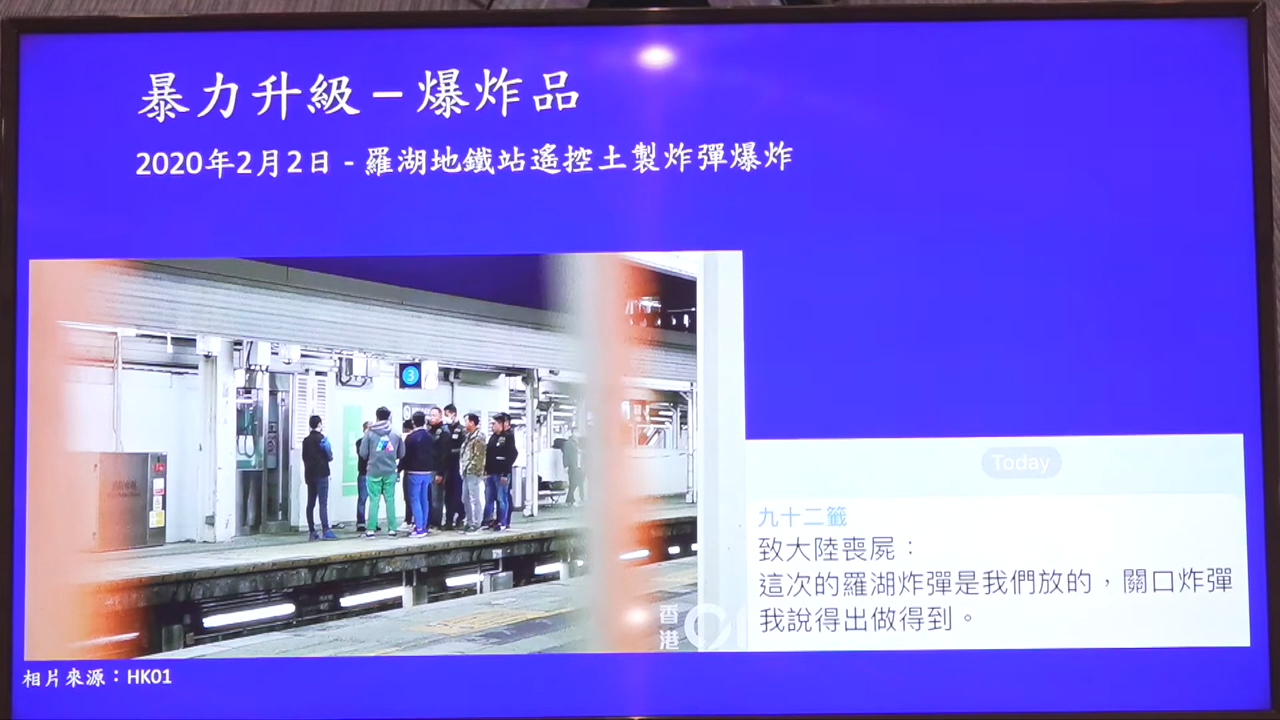 暴力升級－爆炸品
2020年2月2日 - 羅湖地鐵站遙控土製炸彈爆炸
3
香港
Today
九十二籤
致大陸喪屍：
這次的羅湖炸彈是我們放的，關口炸彈
我說得出做得到。
相片來源：HK01